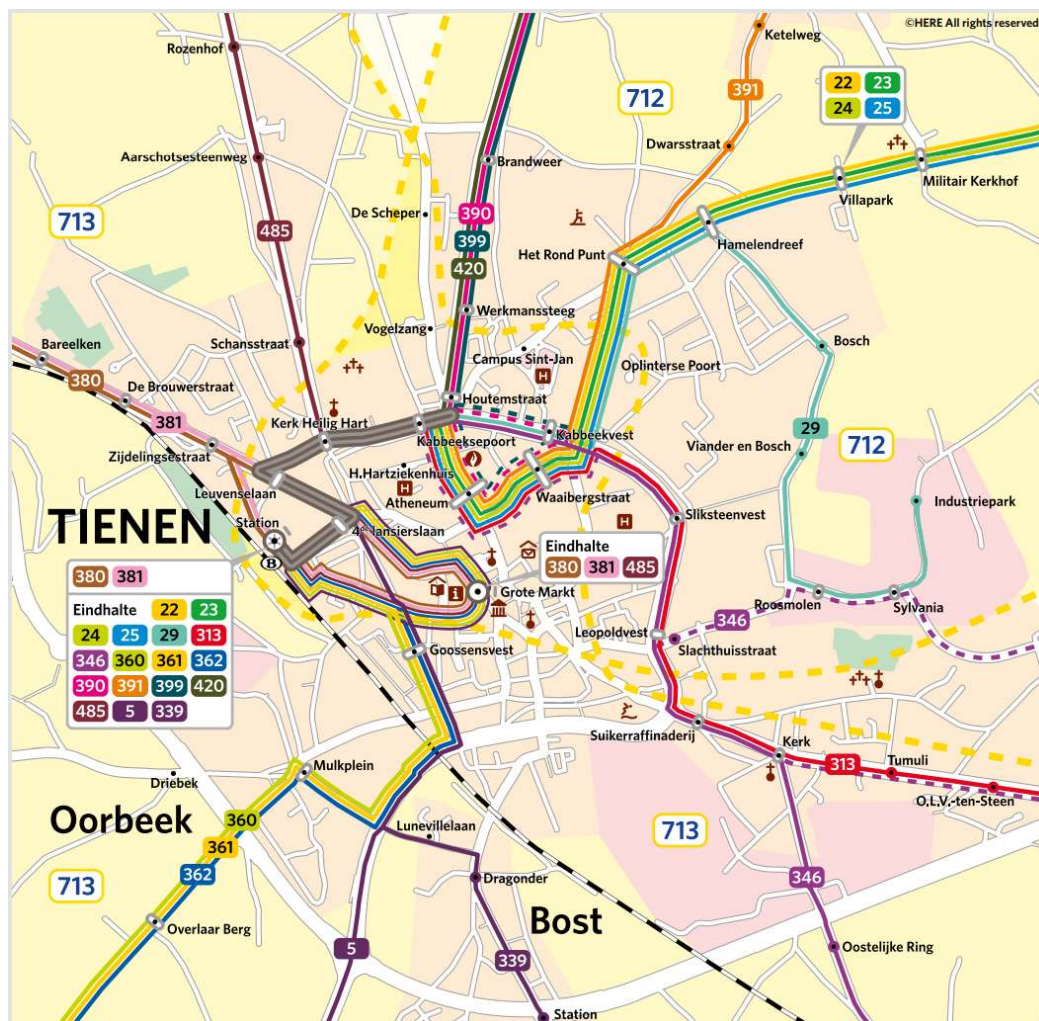 ©HERE All rights reserved
Ketelweg
Rozenhof
22 23
24 25
712
391
Dwarsstraat
Brandweer
Aarschotsesteenweg
Militair Kerkhof
Villapark
De Scheper
390
713
485
399
Hamelendreef
Het Rond Punt
420
Werkmanssteeg
Vogelzang
Schansstraat
Bosch
Campus Sint-Jan
Bareelken
H
Oplinterse Poort
380
De Brouwerstraat
Houtemstraat
381
Kerk Heilig Hart
Kabbeekvest
29
Kabbeeksepoort
Viander en Bosch
712
Zijdelingsestraat
H.Hartziekenhuis
H
Leuvenselaan
Atheneum
Waaibergstraat
Industriepark
TIENEN
Station
Sliksteenvest
4de lansierslaan
H
B
Eindhalte
380 381 485
380 381
Grote Markt
i
Roosmolen
Sylvania
Eindhalte 22 23
24 25 29 313
346 360 361 362
390 391 399 420
485 5 339
346
Leopoldvest
Slachthuisstraat
Goossensvest
Suikerraffinaderij
Kerk
313
Tumuli
Mulkplein
Driebek
O.L.V.-ten-Steen
Oorbeek
360
Lunevillelaan
713
361
362
713
Dragonder
346
Bost
Overlaar Berg
5
Oostelijke Ring
339
Station